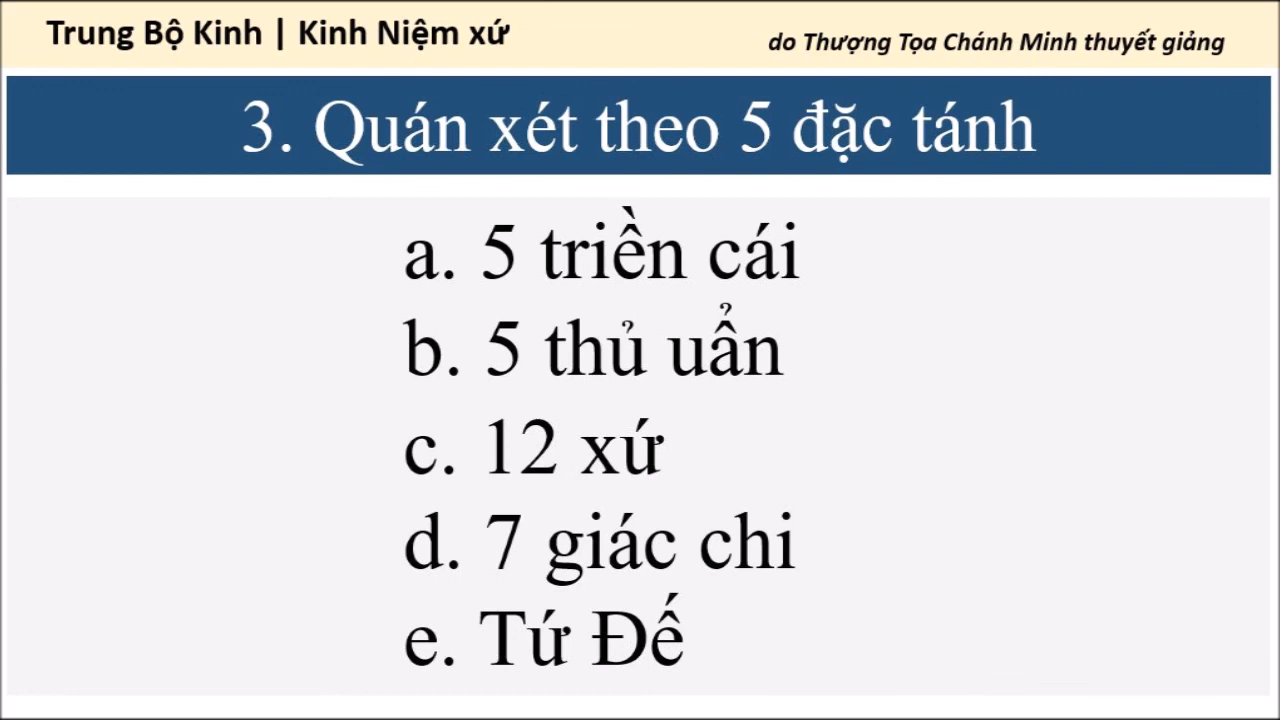 Trung Bộ Kinh | Kinh Niệm xứ
do Thượng Tọa Chánh Minh thuyết giảng
3. Quán xét theo 5 đặc tánh
a. 5 triền cái
b. 5 thủ uẩn
c. 12 xứ
d. 7 giác chi
e. Tứ Đế